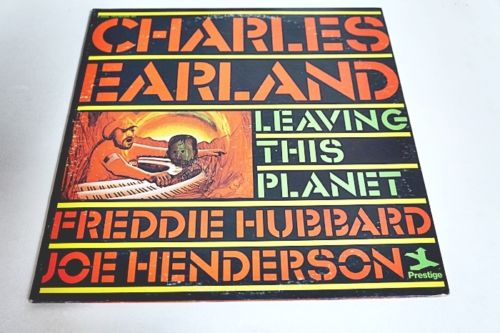 CHARLES
EARLAND
LEAVING
THIS
PLANET
FREDDIE HUBBARD
JOE HENDERSON
Prestige